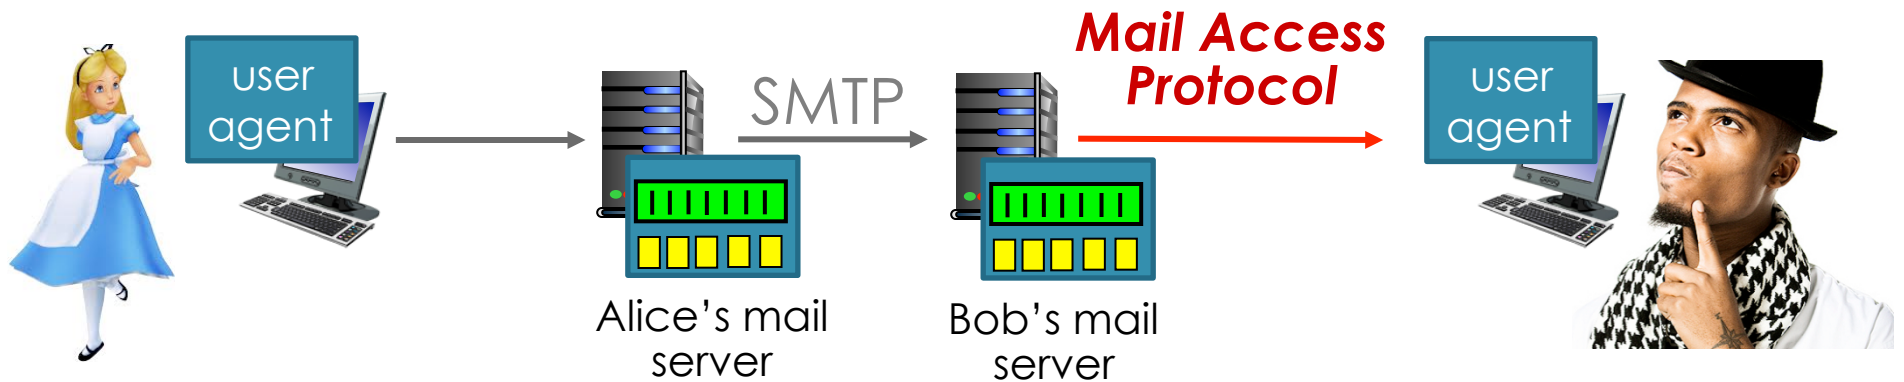 user
agent
SMTP
Mail Access
Protocol
user
agent
Alice's mail
server
Bob's mail
server